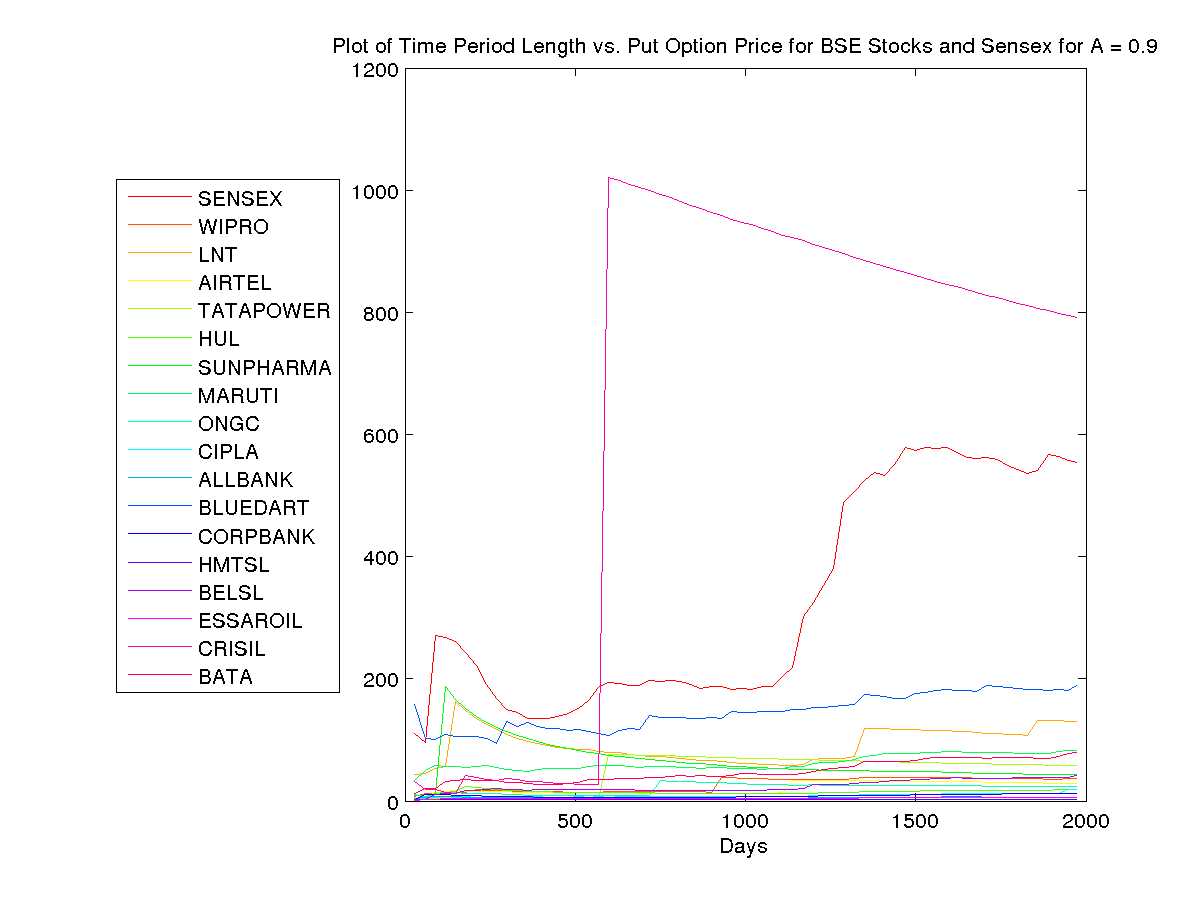 Plot of Time Period Length vs. Put Option Price for BSE Stocks and Sensex for A = 0.9
1200
1000
800
600
400
200
0
0 500 1000 1500 2000
Days
SENSEX
WIPRO
LNT
AIRTEL
TATAPOWER
HUL
SUNPHARMA
MARUTI
ONGC
CIPLA
ALLBANK
BLUEDART
CORPBANK
HMTSL
BELSL
ESSAROIL
CRISIL
BATA